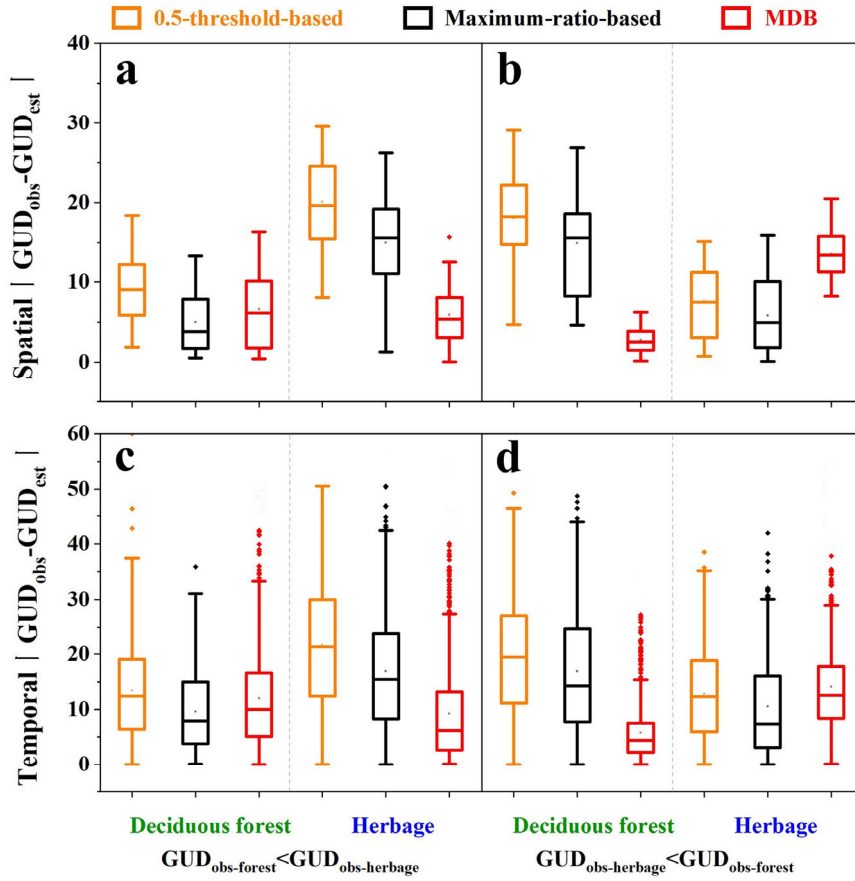 0.5-threshold-based Maximum-ratio-based MDB
a b
Spatial | GUDobs-GUDest |
40
30
20
10
0
c d
Temporal | GUDobs-GUDest |
60
50
40
30
20
10
0
Deciduous forest Herbage Deciduous forest Herbage
GUDobs-forest<GUDobs-herbage GUDobs-herbage<GUDobs-forest